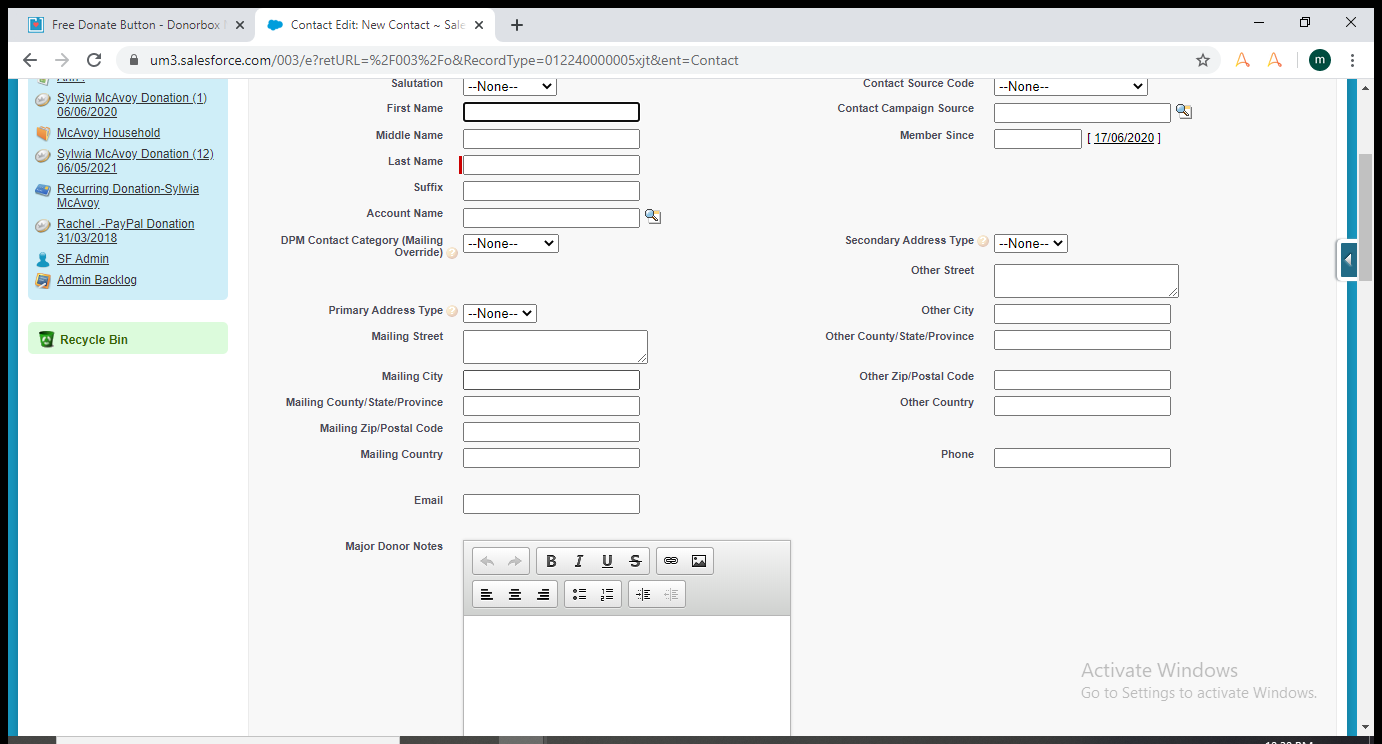 Free Donate Button - Donorbox
Contact Edit: New Contact ~ Sale
um3.salesforce.com/003/e?retURL=%2F003%2Fo&RecordType=012240000005xjt&ent=Contact
m
Sylwia McAvoy Donation (1)
06/06/2020
McAvoy Household
Sylwia McAvoy Donation (12)
06/05/2021
Recurring Donation-Sylwia
McAvoy
Rachel .-PayPal Donation
31/03/2018
SF Admin
Admin Backlog
Recycle Bin
Salutation --None--
First Name
Middle Name
Last Name
Suffix
Account Name
DPM Contact Category (Mailing
Override) --None--
Primary Address Type --None--
Mailing Street
Mailing City
Mailing County/State/Province
Mailing Zip/Postal Code
Mailing Country
Email
Major Donor Notes
B I U S
Contact Source Code --None--
Contact Campaign Source
Member Since [ 17/06/2020 ]
Secondary Address Type --None--
Other Street
Other City
Other County/State/Province
Other Zip/Postal Code
Other Country
Phone
Activate Windows
Go to Settings to activate Windows.